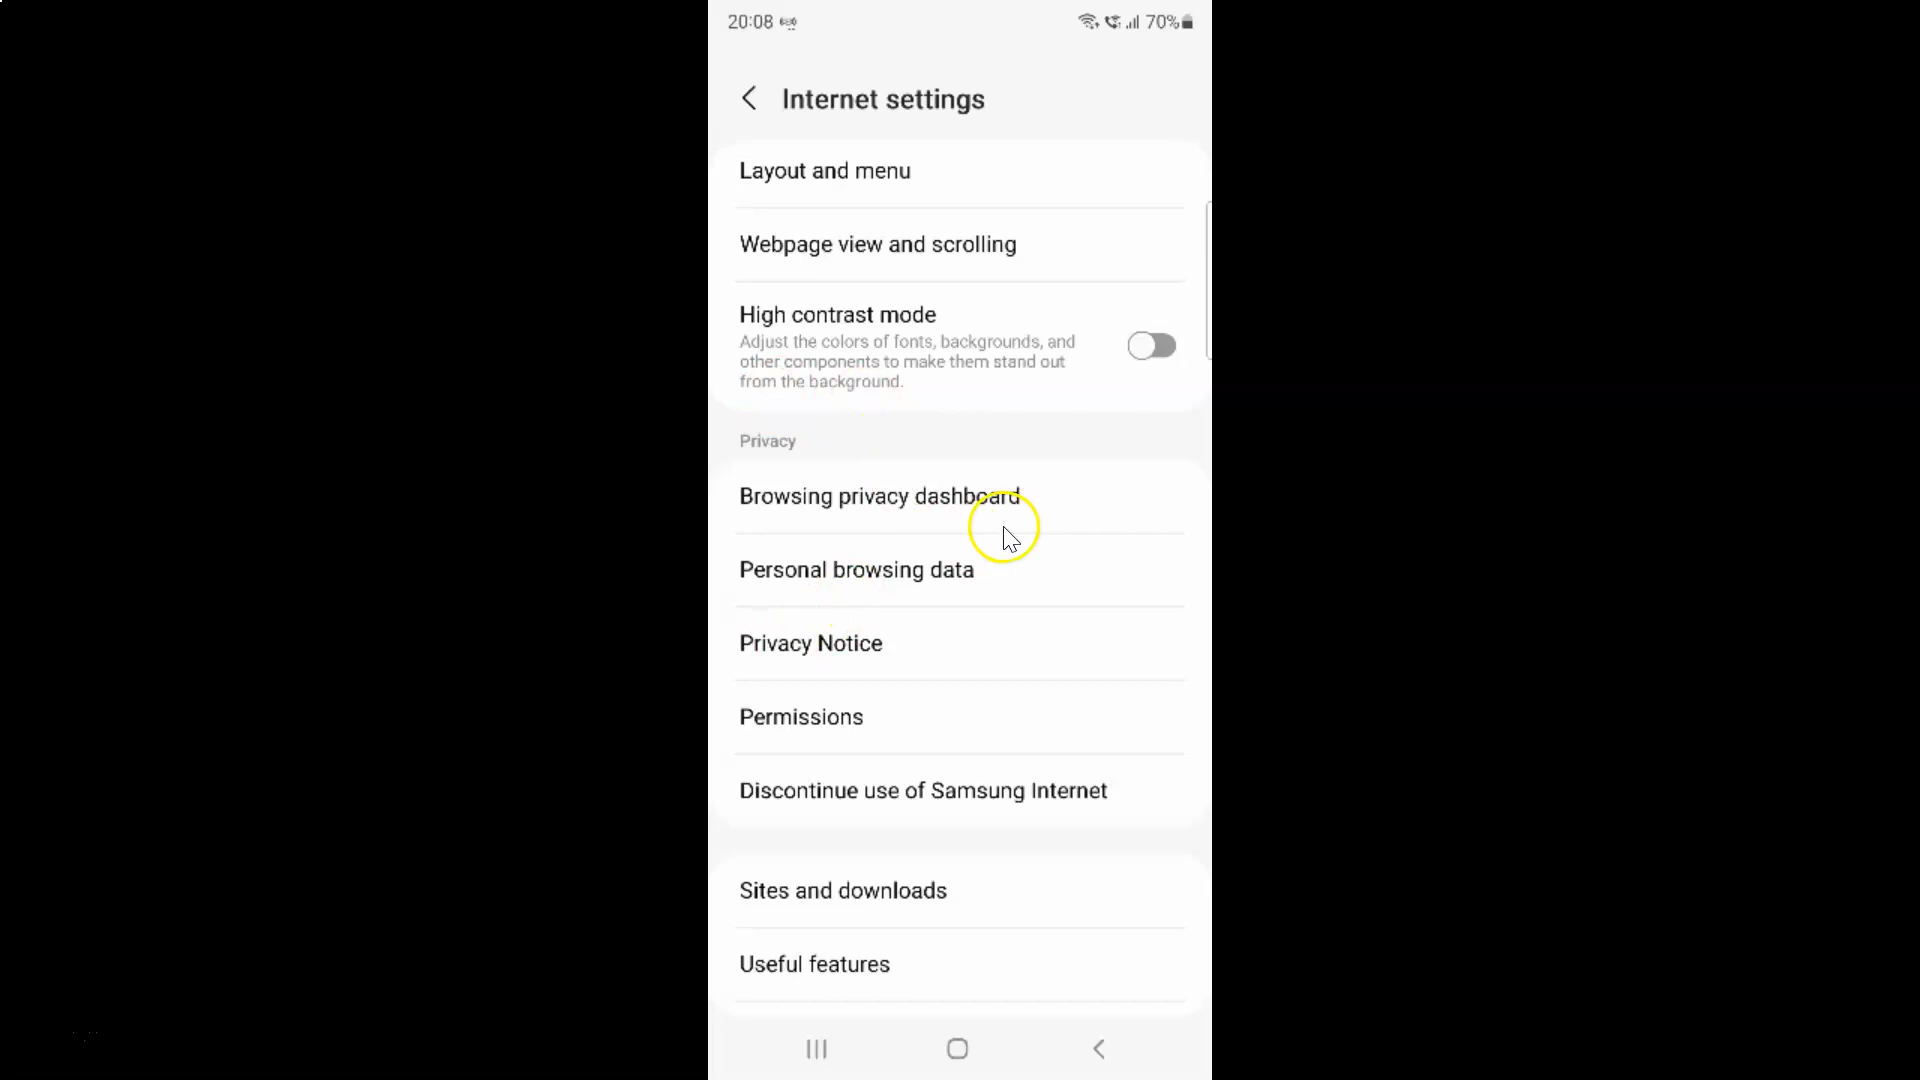 20:08
70%
Internet settings
Layout and menu
Webpage view and scrolling
High contrast mode
Adjust the colors of fonts, backgrounds, and
other components to make them stand out
from the background.
Privacy
Browsing privacy dashboard
Personal browsing data
Privacy Notice
Permissions
Discontinue use of Samsung Internet
Sites and downloads
Useful features